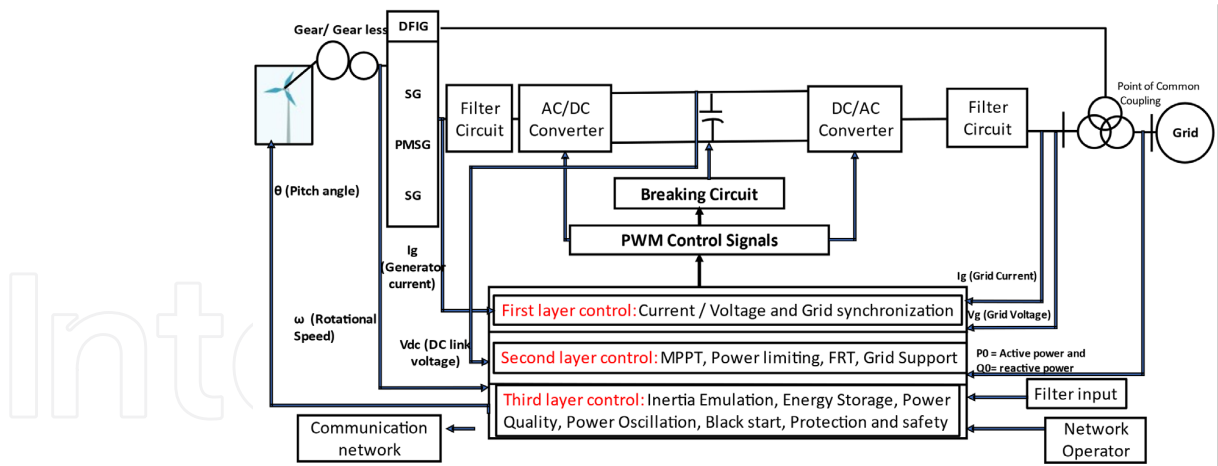 Gear/ Gear less
DFIG
SG
PMSG
SG
Filter
Circuit
AC/DC
Converter
DC/AC
Converter
Filter
Circuit
Point of Common
Coupling
Grid
θ (Pitch angle)
Breaking Circuit
PWM Control Signals
Ig
(Generator
current)
ω (Rotational
Speed)
Vdc (DC link
voltage)
Ig (Grid Current)
Vg (Grid Voltage)
P0 = Active power and
Q0= reactive power
First layer control: Current / Voltage and Grid synchronization
Second layer control: MPPT, Power limiting, FRT, Grid Support
Third layer control: Inertia Emulation, Energy Storage, Power
Quality, Power Oscillation, Black start, Protection and safety
Filter input
Network
Operator
Communication
network
Inte